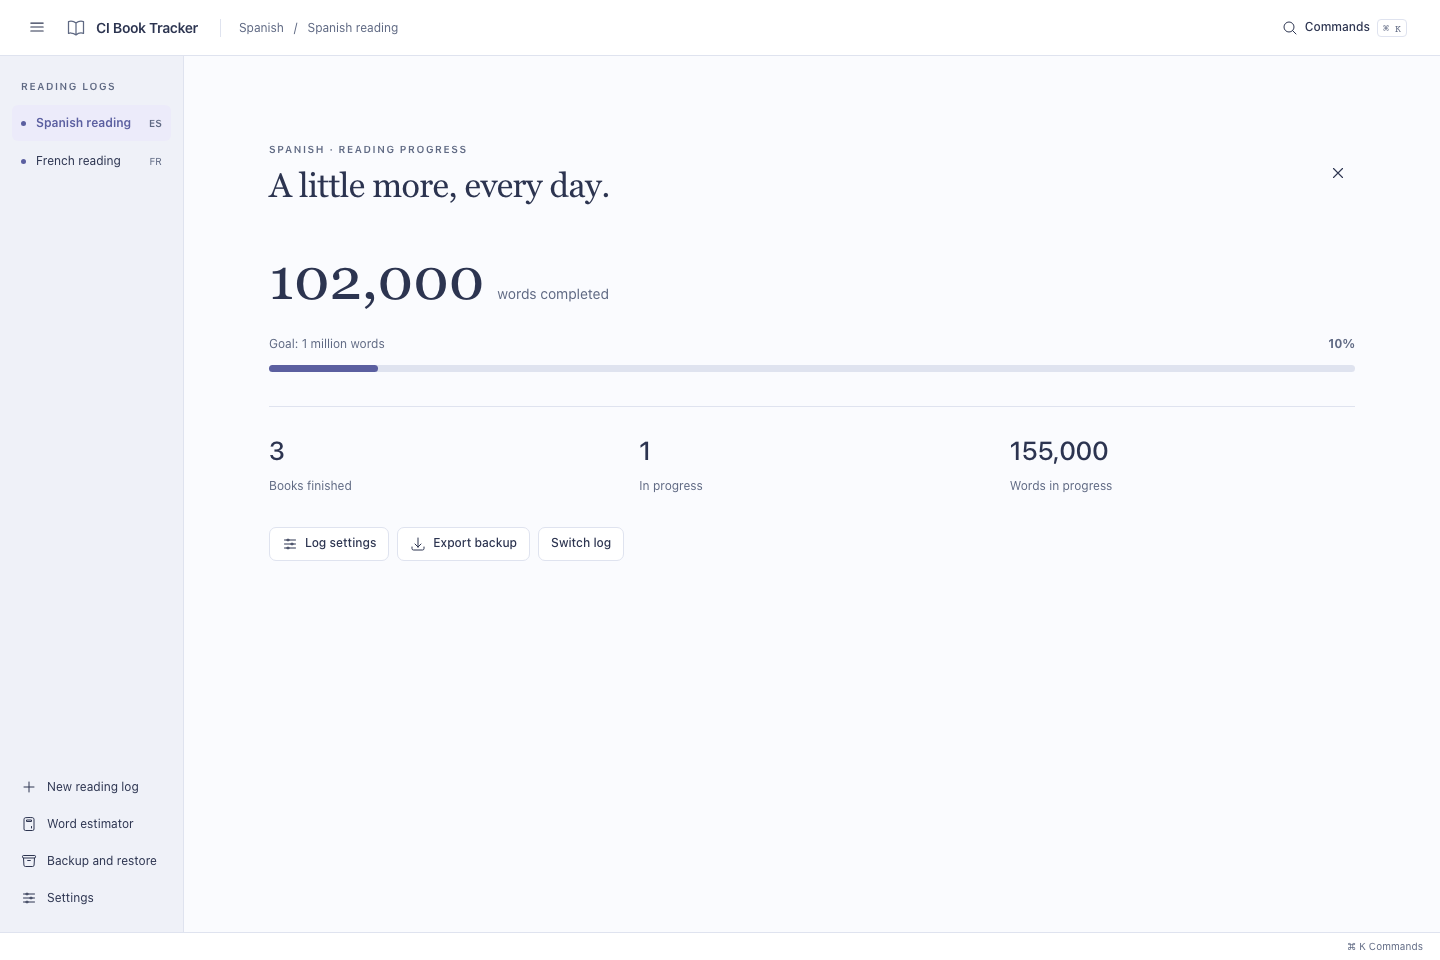 CI Book Tracker
Spanish / Spanish reading
Commands ⌘ K
READING LOGS
Spanish reading ES
French reading FR
SPANISH · READING PROGRESS
A little more, every day.
102,000 words completed
Goal: 1 million words 10%
3 1 155,000
Books finished In progress Words in progress
Log settings Export backup Switch log
New reading log
Word estimator
Backup and restore
Settings
⌘ K Commands